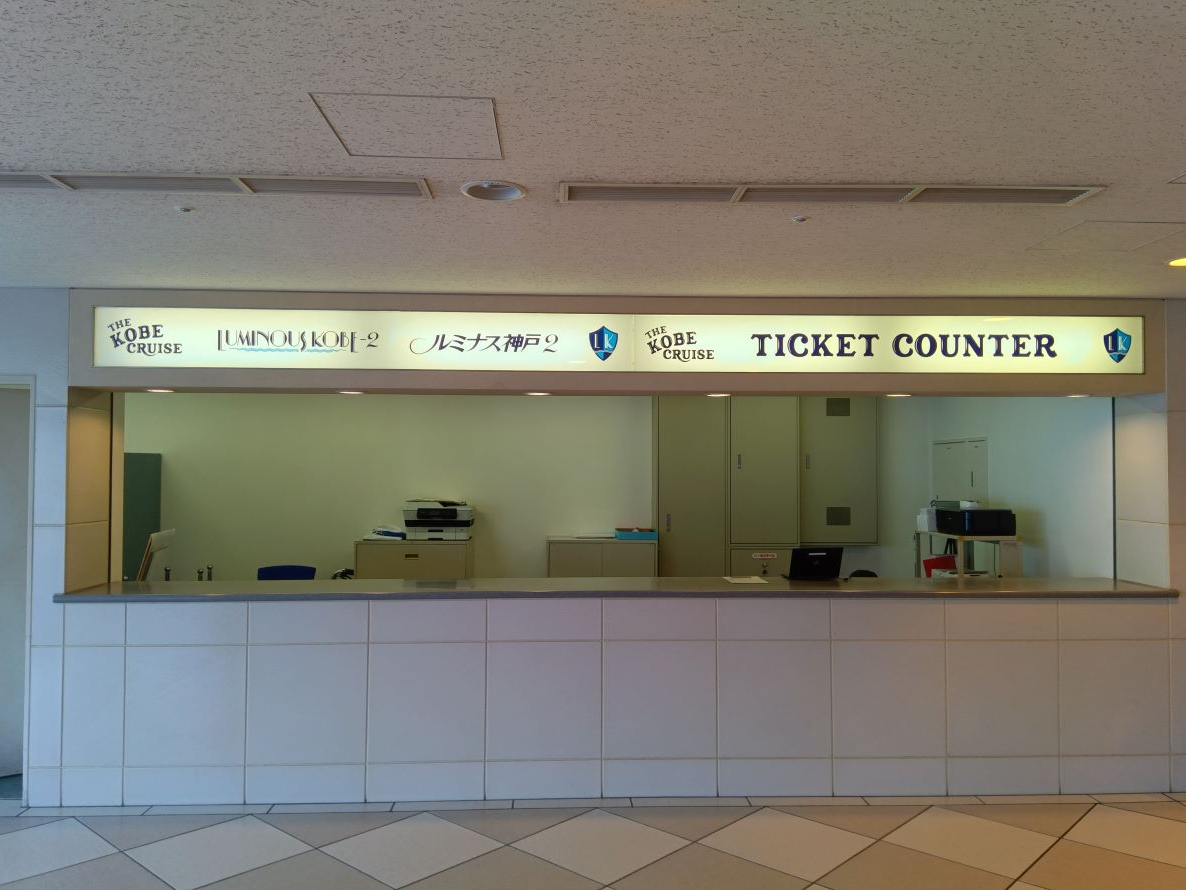 THE
KOBE
CRUISE
LUMINOUS KOBE-2
ルミナス神戸2
LK
THE
KOBE
CRUISE
TICKET COUNTER
LK